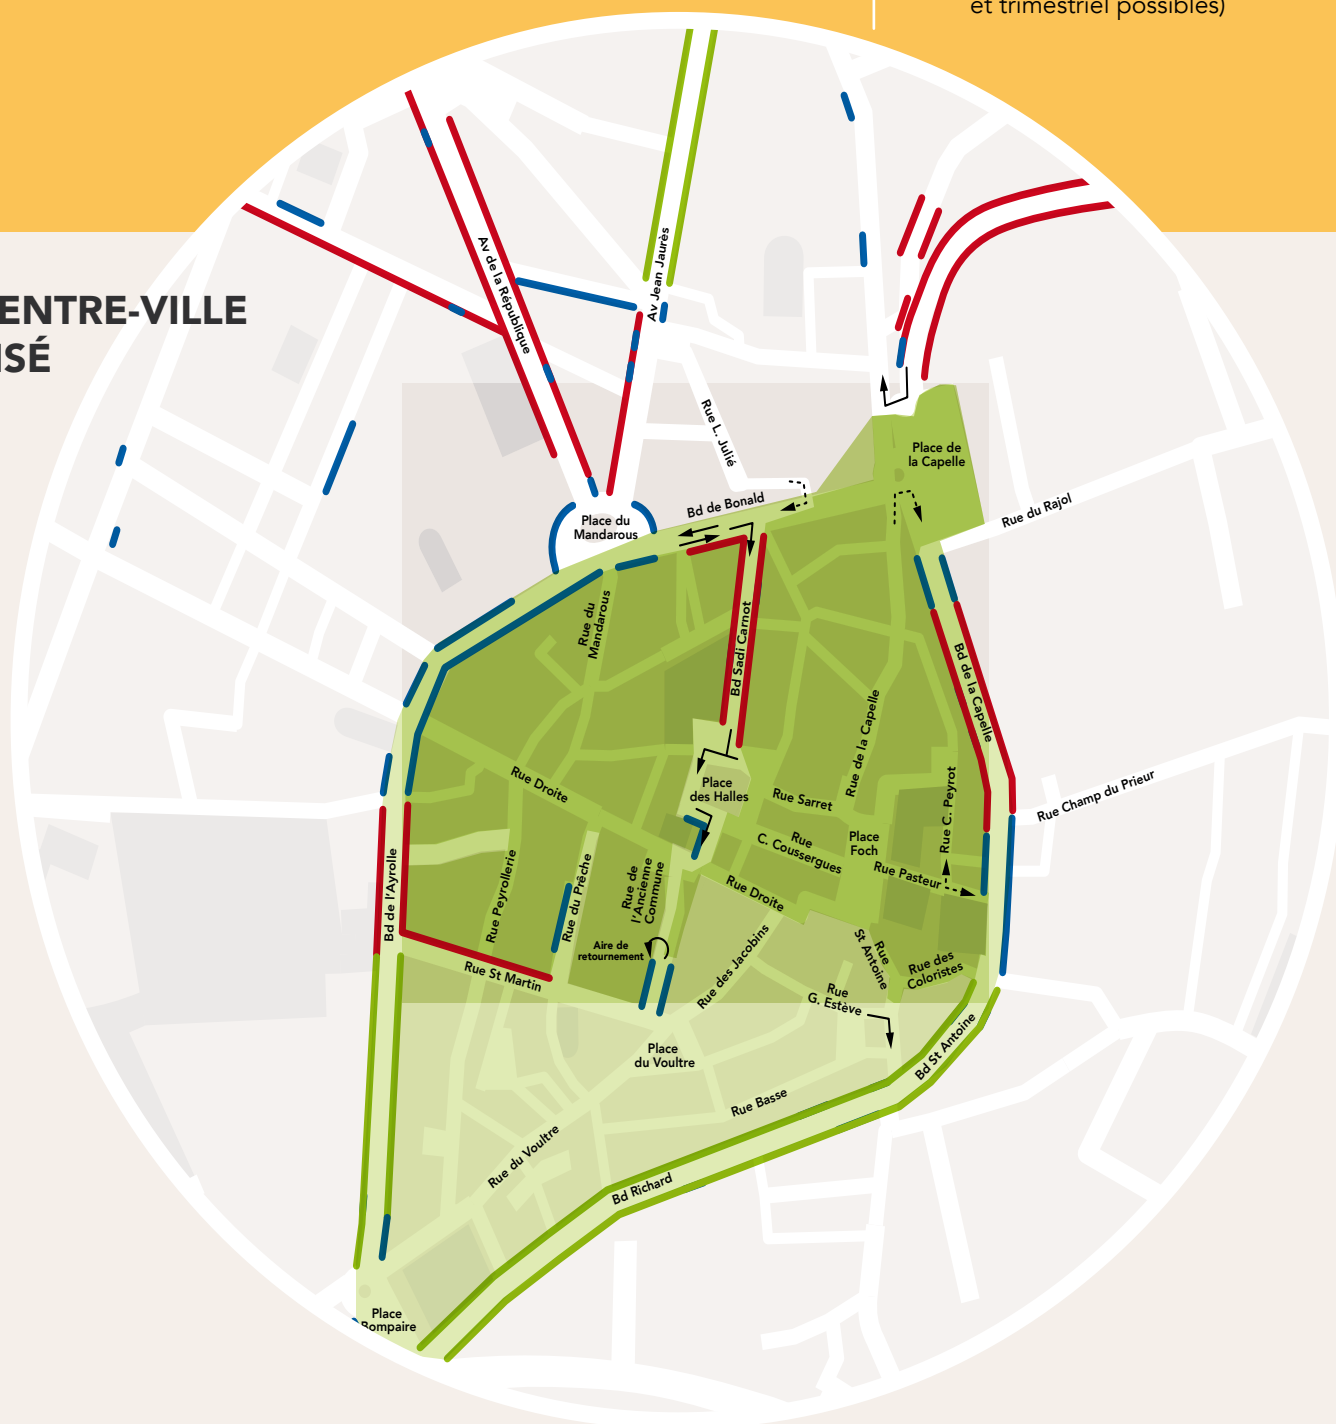 et trimestriel possibles)
ENTRE-VILLE
ISÉ
Av de la République
Av Jean Jaurès
Rue L. Julié
Place de
la Capelle
Bd de Bonald
Rue du Rajol
Place du
Mandarous
Rue du
Mandarous
Bd Sadi Carnot
Bd de la Capelle
Rue de la Capelle
Rue Droite
Place
des Halles
Rue Sarret
Rue C. Peyrot
Rue Champ du Prieur
Rue
C. Coussergues
Place
Foch
Rue Pasteur
Bd de l'Ayrolle
Rue Peyrollerie
Rue du Prêche
Rue de
l'Ancienne
Commune
Rue Droite
Aire de
retournement
Rue des Jacobins
Rue
St Antoine
Rue des
Coloristes
Rue St Martin
Rue
G. Estève
Place
du Voultre
Bd St Antoine
Rue Basse
Rue du Voultre
Bd Richard
Place
Bompaire